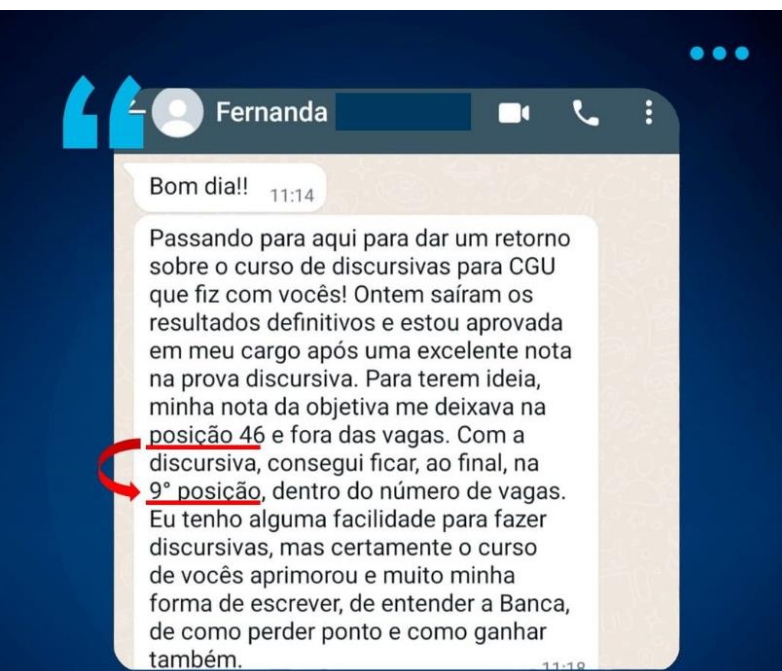 Fernanda
Bom dia!!
11:14
Passando para aqui para dar um retorno
sobre o curso de discursivas para CGU
que fiz com vocês! Ontem saíram os
resultados definitivos e estou aprovada
em meu cargo após uma excelente nota
na prova discursiva. Para terem ideia,
minha nota da objetiva me deixava na
posição 46 e fora das vagas. Com a
discursiva, consegui ficar, ao final, na
9° posição, dentro do número de vagas.
Eu tenho alguma facilidade para fazer
discursivas, mas certamente o curso
de vocês aprimorou e muito minha
forma de escrever, de entender a Banca,
de como perder ponto e como ganhar
também.
11:18